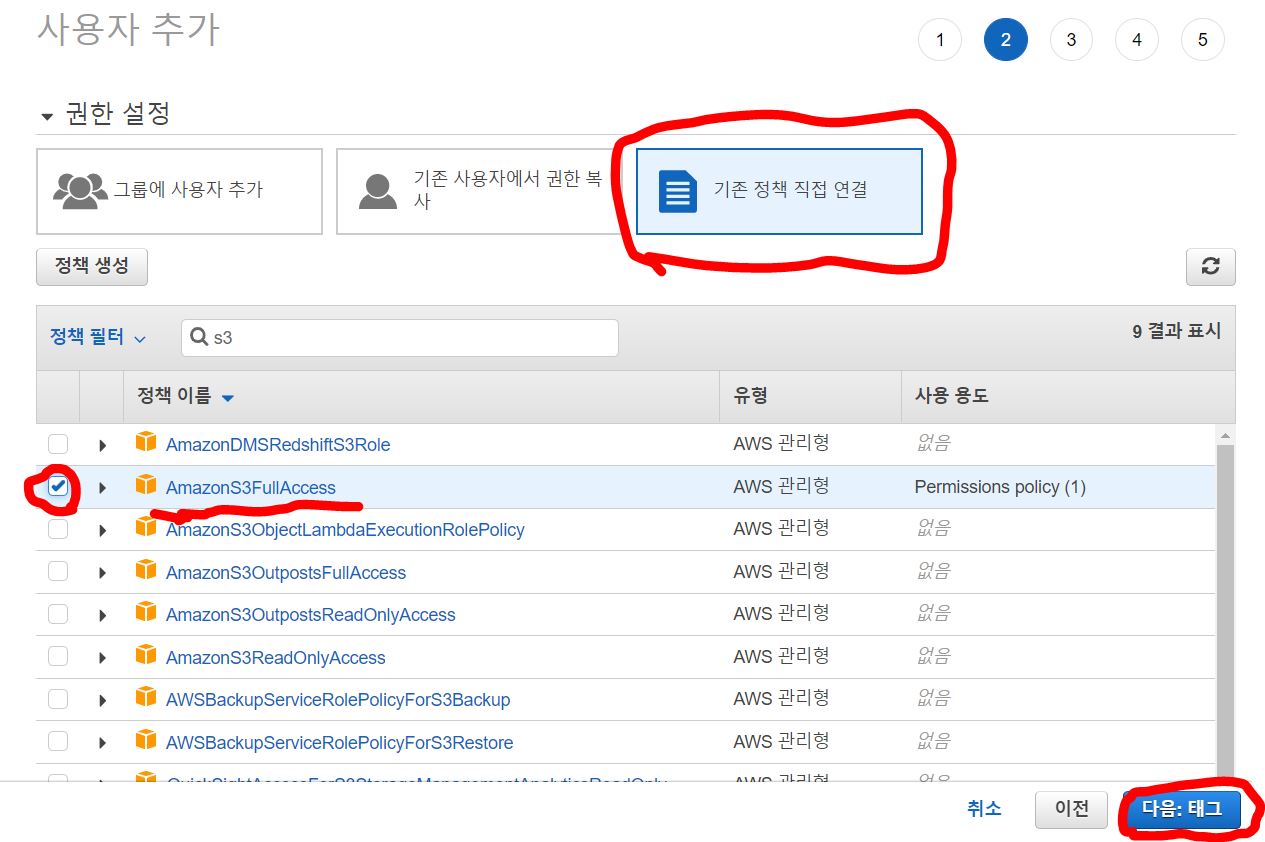 사용자 추가
1 2 3 4 5
권한 설정
그룹에 사용자 추가
기존 사용자에서 권한 복
사
기존 정책 직접 연결
정책 생성
정책 필터
s3
9 결과 표시
정책 이름 유형 사용 용도
AmazonDMSRedshiftS3Role AWS 관리형 없음
AmazonS3FullAccess AWS 관리형 Permissions policy (1)
AmazonS3ObjectLambdaExecutionRolePolicy AWS 관리형 없음
AmazonS3OutpostsFullAccess AWS 관리형 없음
AmazonS3OutpostsReadOnlyAccess AWS 관리형 없음
AmazonS3ReadOnlyAccess AWS 관리형 없음
AWSBackupServiceRolePolicyForS3Backup AWS 관리형 없음
AWSBackupServiceRolePolicyForS3Restore AWS 관리형 없음
QuickSightAccessForS3StorageManagementAnalyticsReadOnly AWS 관리형 없음
취소 이전 다음: 태그